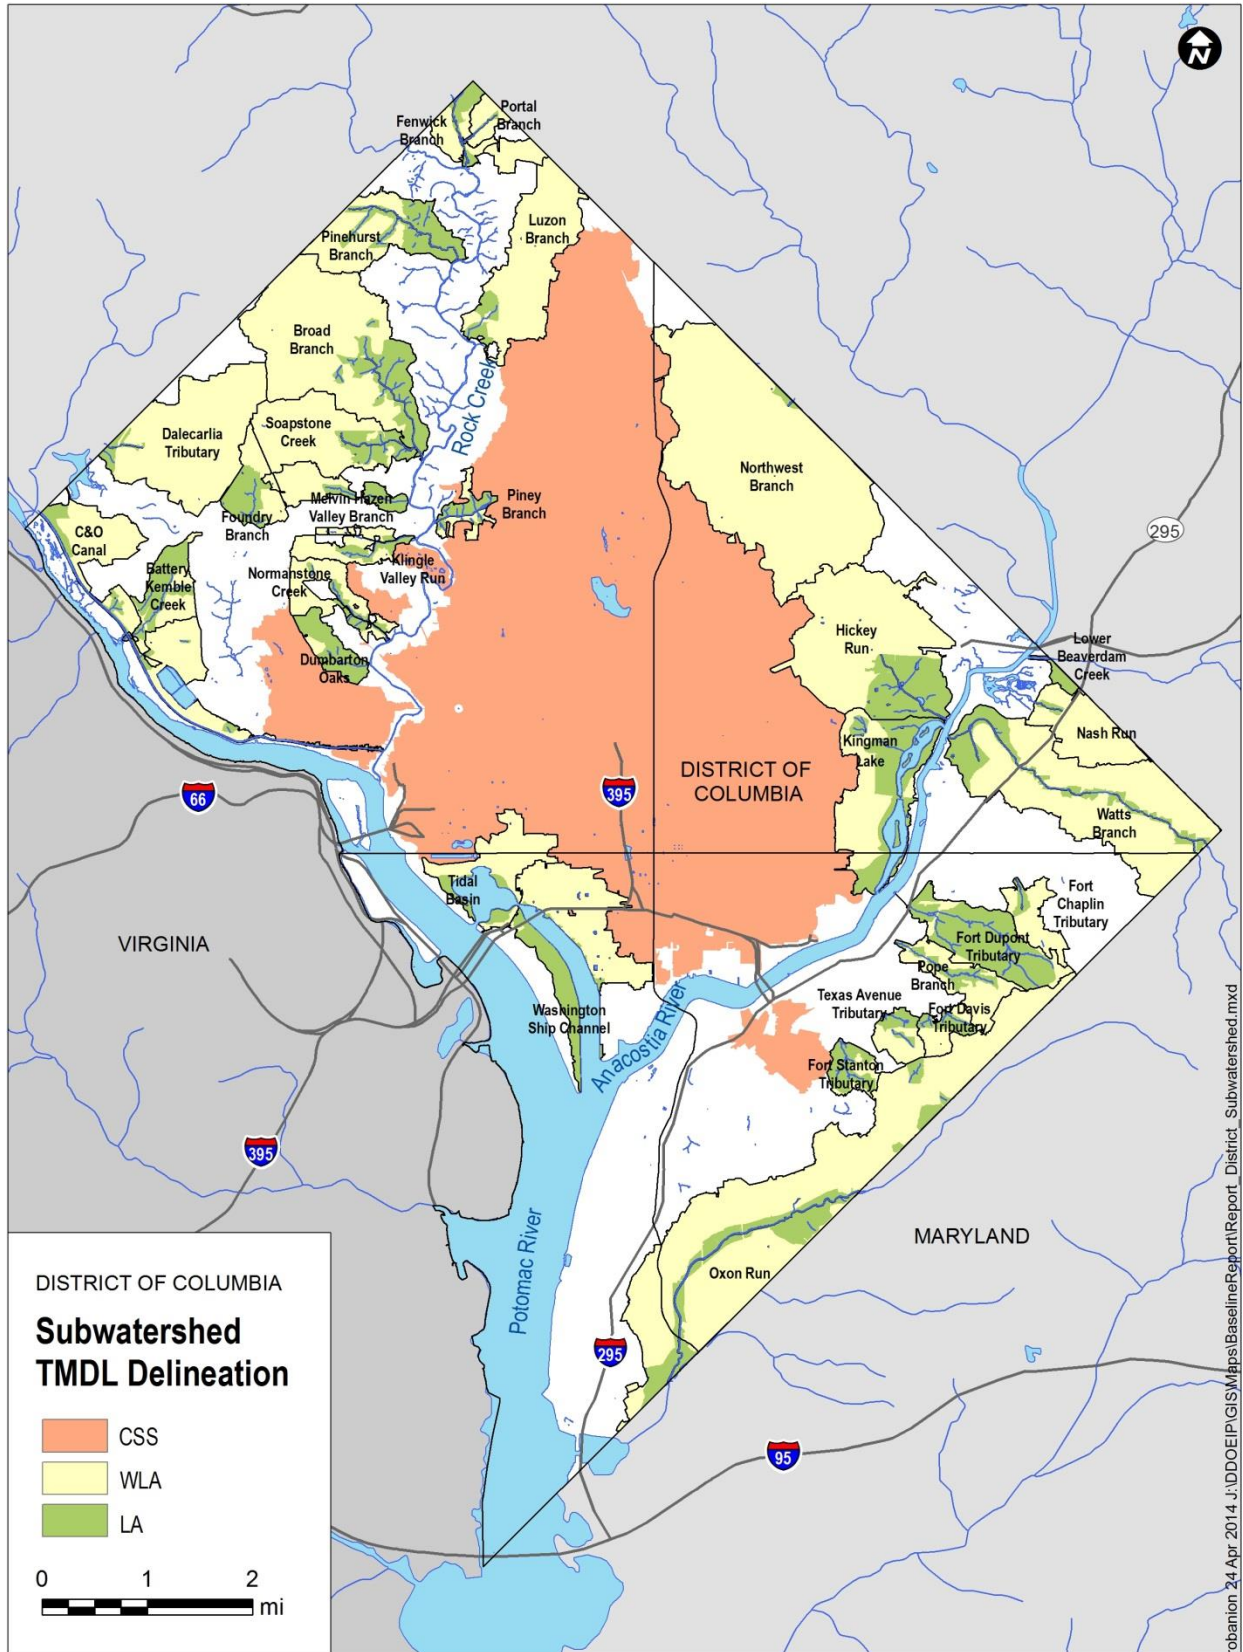 N
Portal
Branch
Fenwick
Branch
Luzon
Branch
Pinehurst
Branch
Broad
Branch
Rock Creek
Dalecarlia
Tributary
Soapstone
Creek
Northwest
Branch
Melvin Hazen
Valley Branch
Piney
Branch
Foundry
Branch
C&O
Canal
295
Battery
Kemble
Creek
Normanstone
Creek
Klingle
Valley Run
Hickey
Run
Lower
Beaverdam
Creek
Dumbarton
Oaks
Nash Run
Kingman
Lake
66
395
DISTRICT OF
COLUMBIA
Watts
Branch
Tidal
Basin
Fort
Chaplin
Tributary
VIRGINIA
Fort Dupont
Tributary
Pope
Branch
Texas Avenue
Tributary
Fort Davis
Tributary
Washington
Ship Channel
Anacostia River
Fort Stanton
Tributary
395
Potomac River
MARYLAND
Oxon Run
295
95
DISTRICT OF COLUMBIA
Subwatershed
TMDL Delineation
CSS
WLA
LA
0 1 2
mi
robanion 24 Apr 2014 J:\DDOEIP\GIS\Maps\BaselineReport\Report_District_Subwatershed.mxd